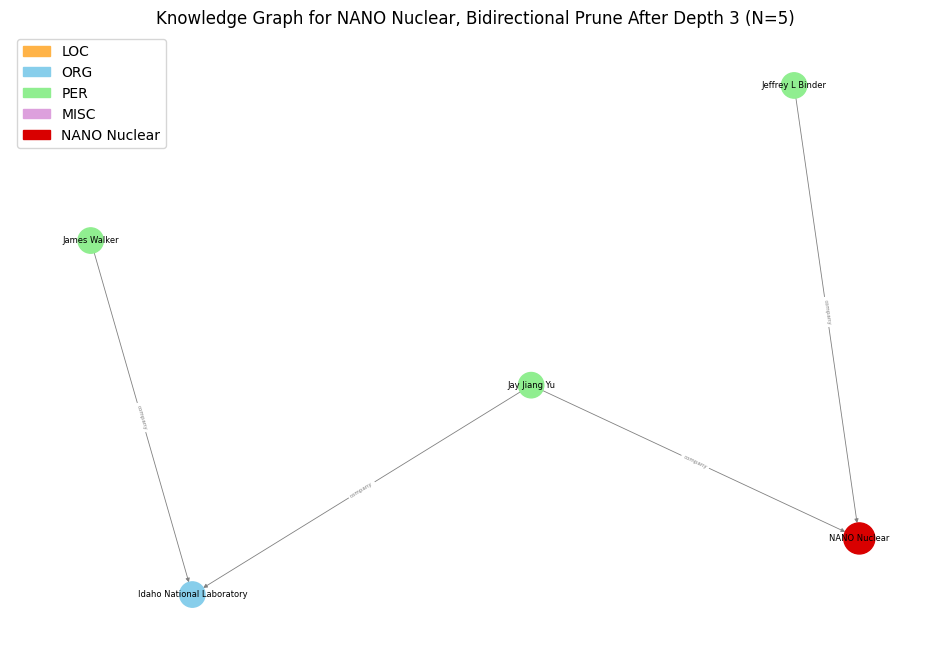 Knowledge Graph for NANO Nuclear, Bidirectional Prune After Depth 3 (N=5)
LOC
ORG
PER
MISC
NANO Nuclear
Jeffrey L Binder
James Walker
company
Jay Jiang Yu
company
company
company
NANO Nuclear
Idaho National Laboratory